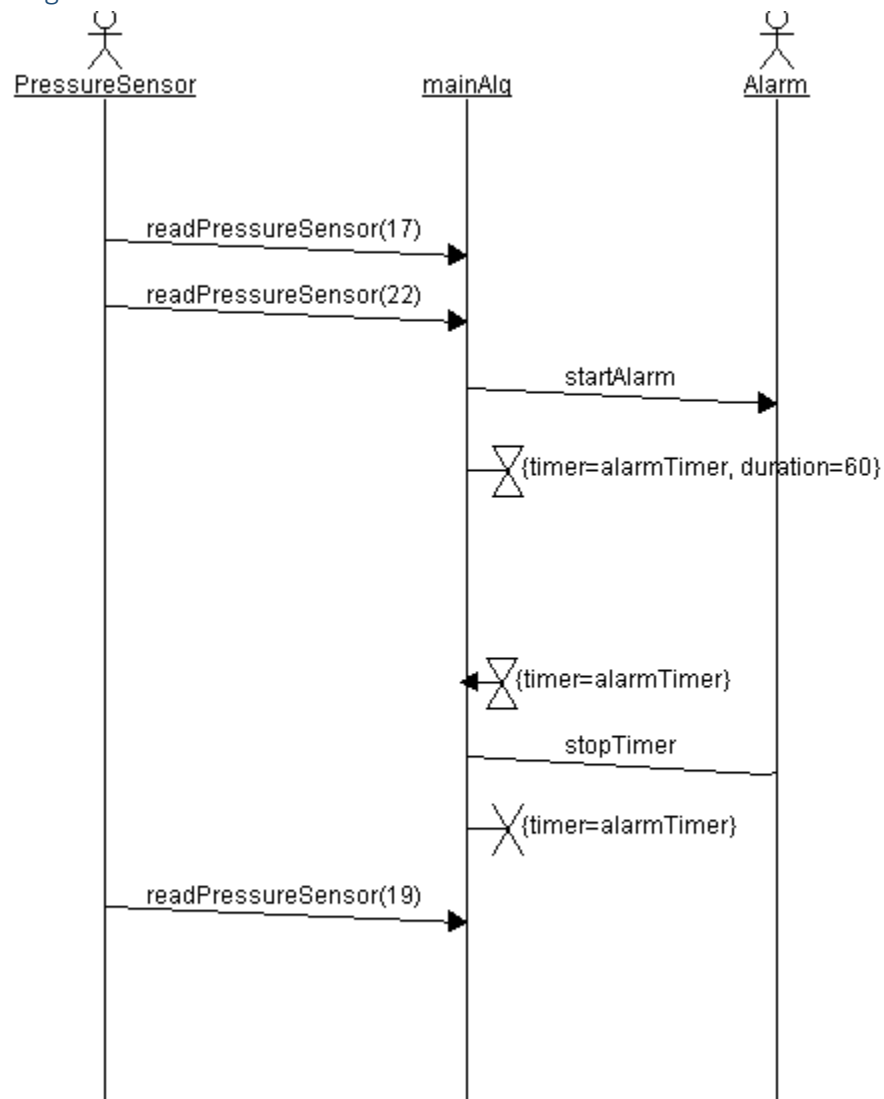 PressureSensor
mainAlg
Alarm
readPressureSensor(17)
readPressureSensor(22)
startAlarm
{timer=alarmTimer, duration=60}
{timer=alarmTimer}
stopTimer
{timer=alarmTimer}
readPressureSensor(19)